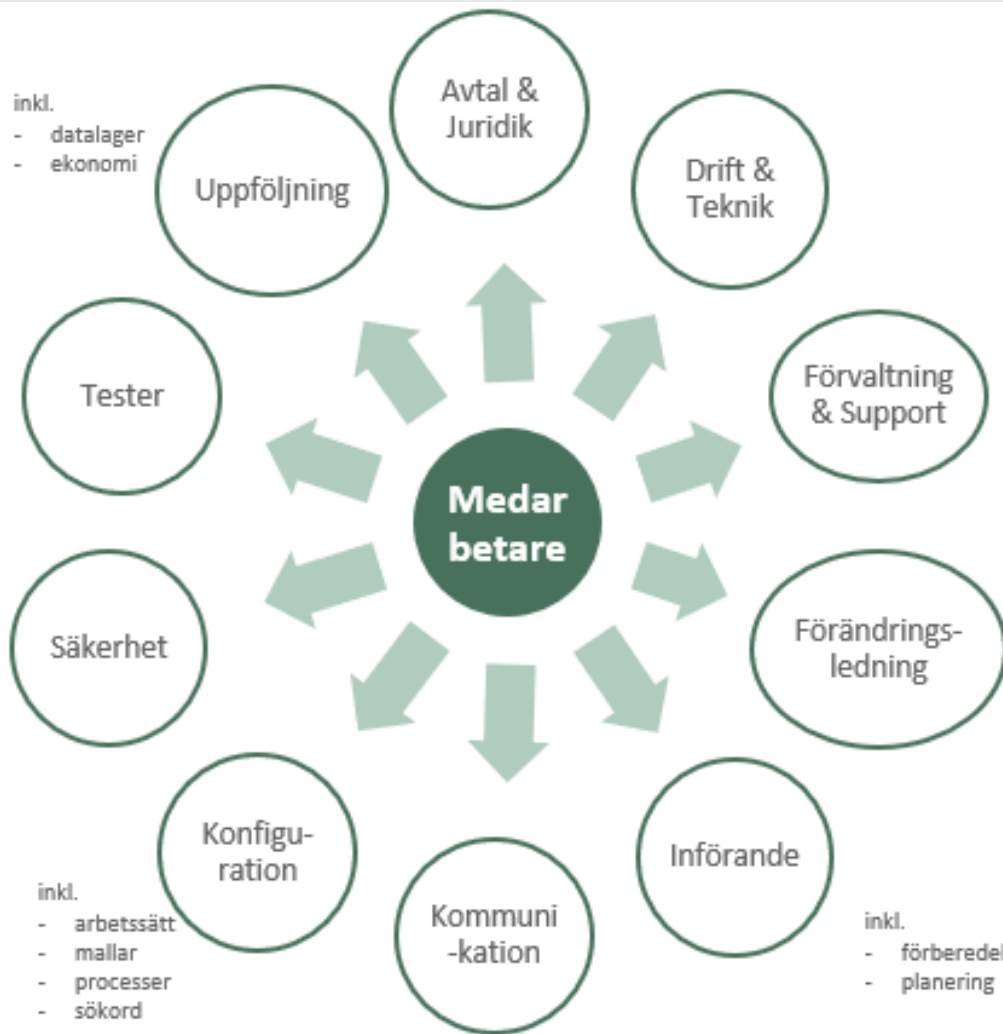 Avtal &
Juridik
inkl.
- datalager
- ekonomi
Uppföljning
Drift &
Teknik
Tester
Förvaltning
& Support
Medar
betare
Säkerhet
Förändrings-
ledning
Konfigu-
ration
Införande
inkl.
- arbetssätt
- mallar
- processer
- sökord
Kommuni
-kation
inkl.
- förberedel
- planering